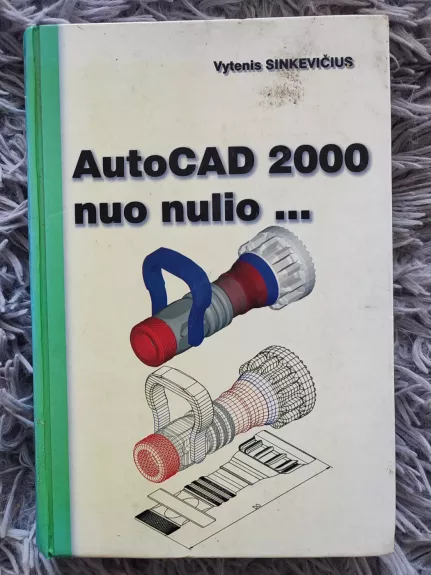 Vytenis SINKEVIČIUS
AutoCAD 2000
nuo nulio ...